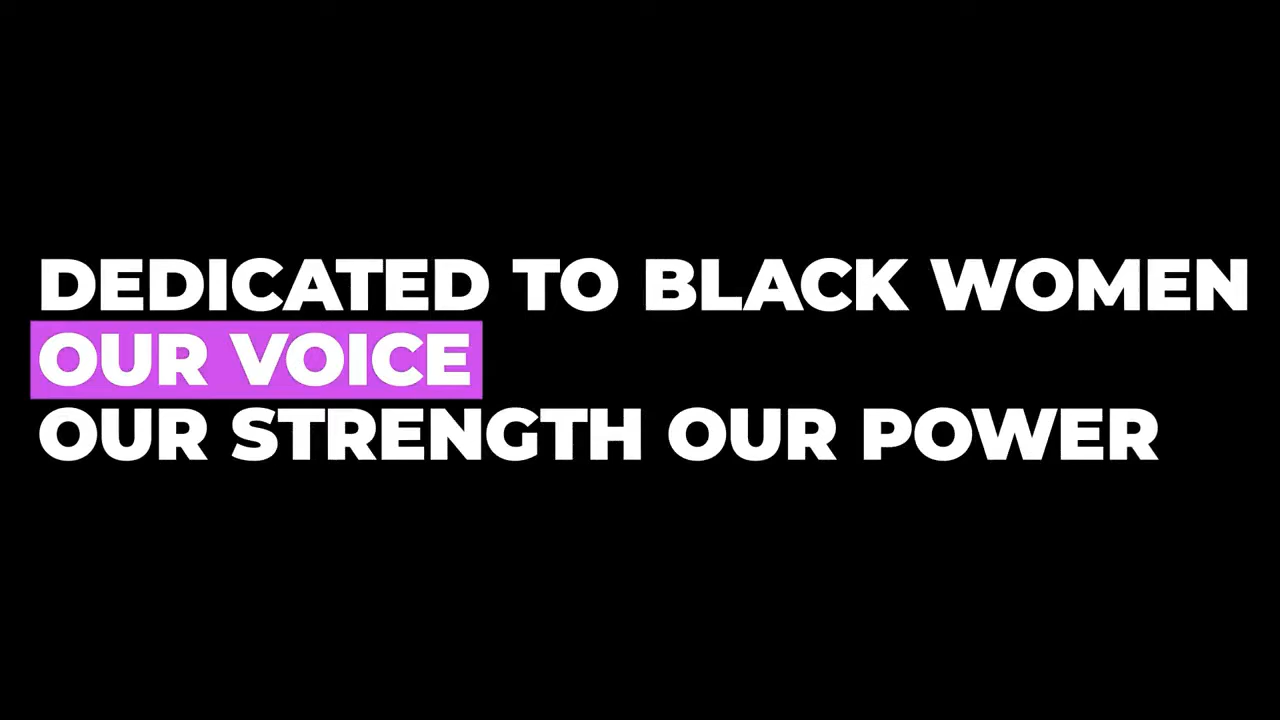 DEDICATED TO BLACK WOMEN
OUR VOICE
OUR STRENGTH OUR POWER